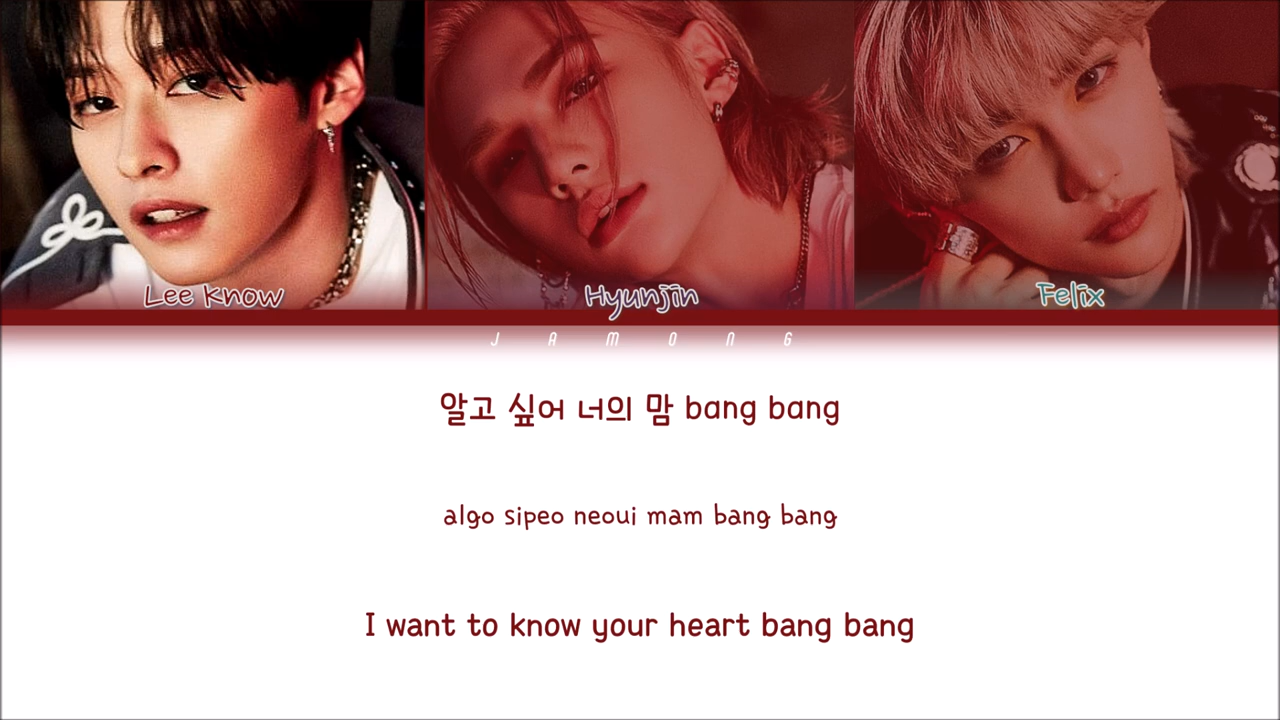 Lee Know
Hyunjin
Felix
J A M O N G
알고 싶어 너의 맘 bang bang
algo sipeo neoui mam bang bang
I want to know your heart bang bang